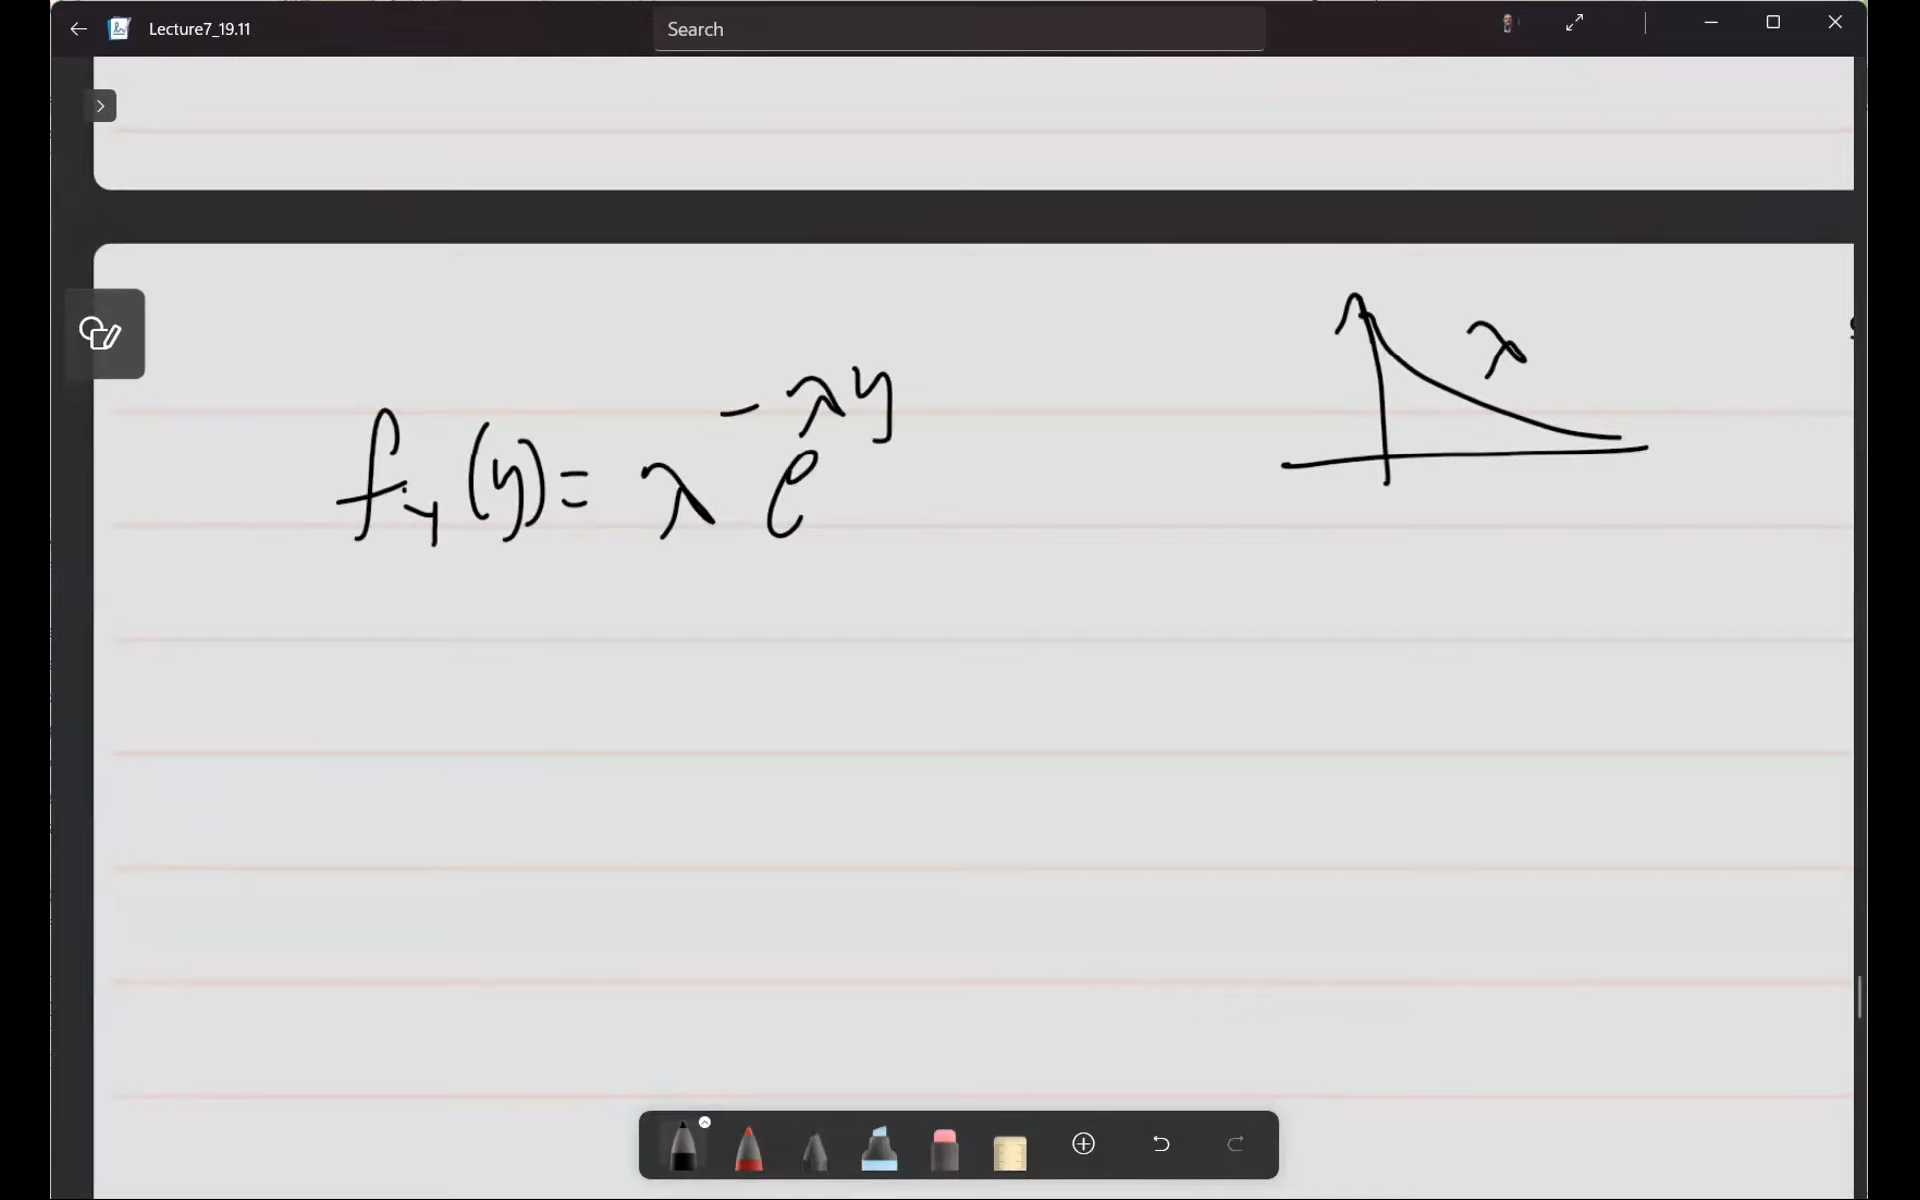 Lecture7_19.11
Search
λ
f_Y(y) = λ e^{-λy}